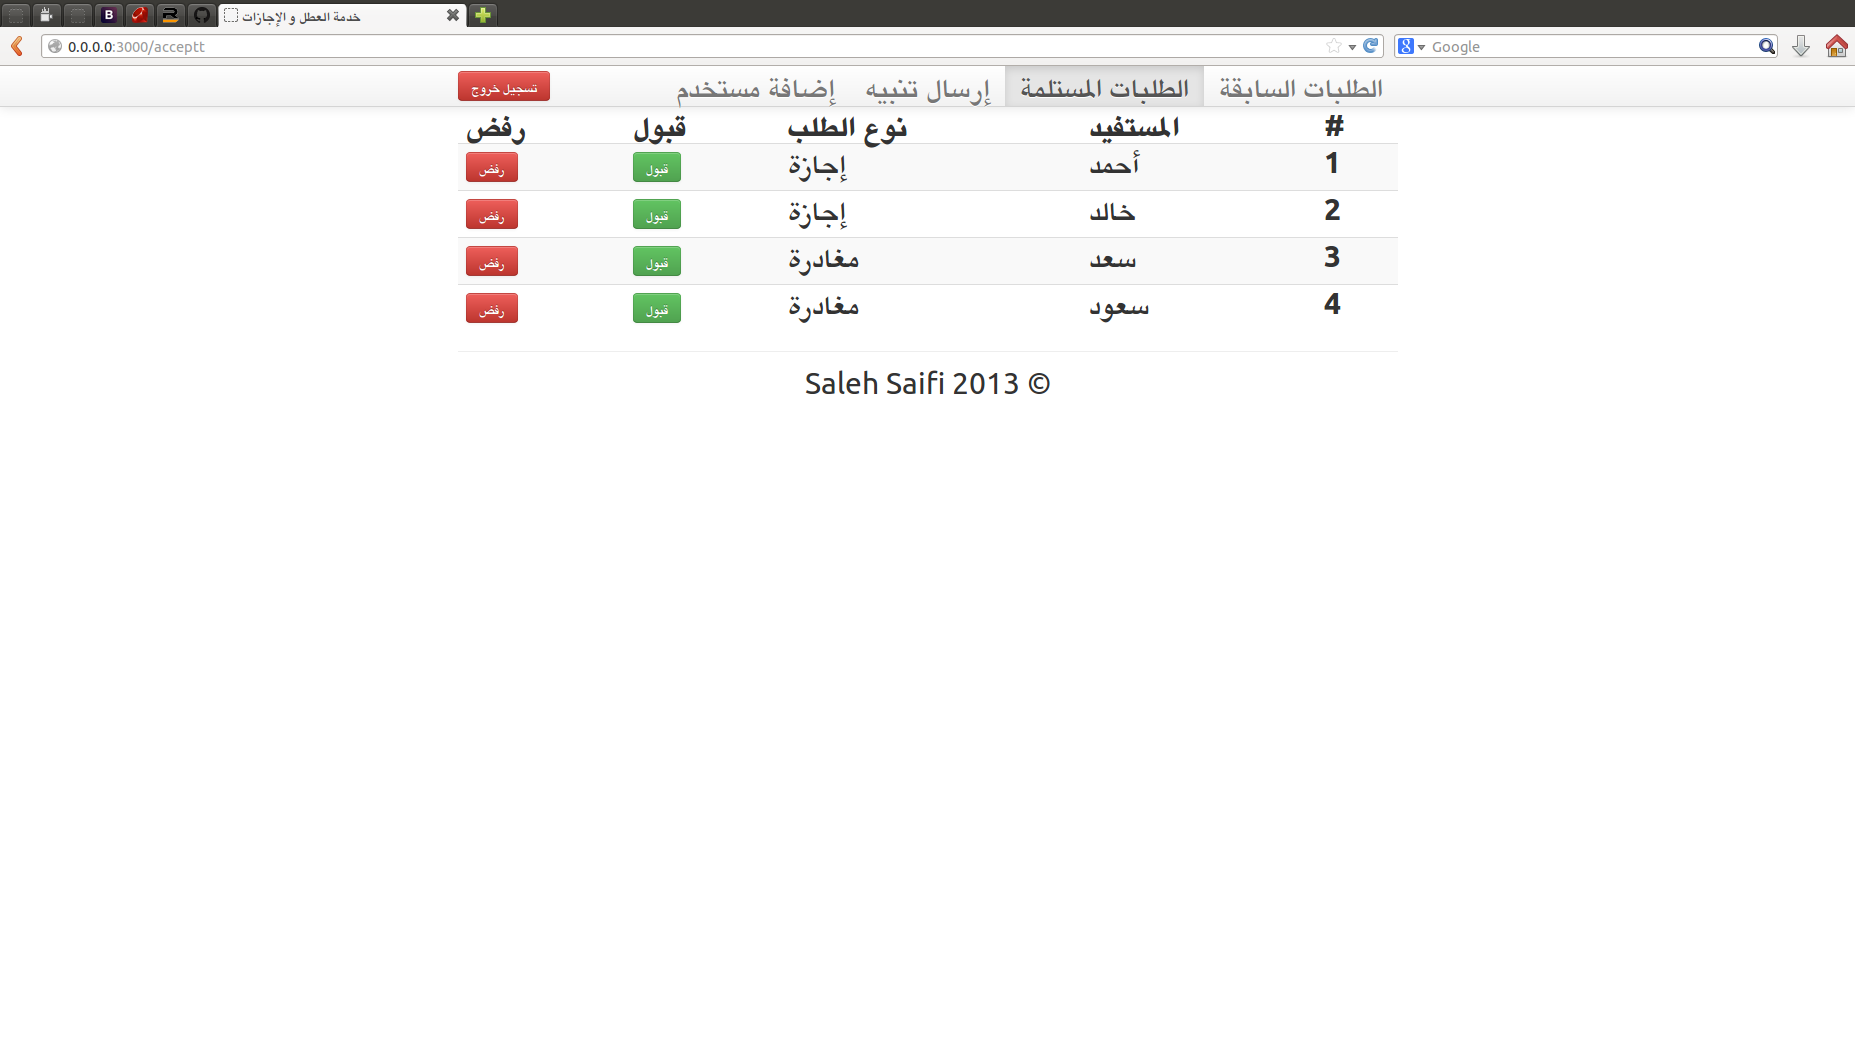 خدمة العطل و الإجازات
0.0.0.0:3000/acceptt
Google
الطلبات السابقة الطلبات المستلمة إرسال تنبيه إضافة مستخدم تسجيل خروج
# المستفيد نوع الطلب قبول رفض
1 أحمد إجازة قبول رفض
2 خالد إجازة قبول رفض
3 سعد مغادرة قبول رفض
4 سعود مغادرة قبول رفض
Saleh Saifi 2013 ©